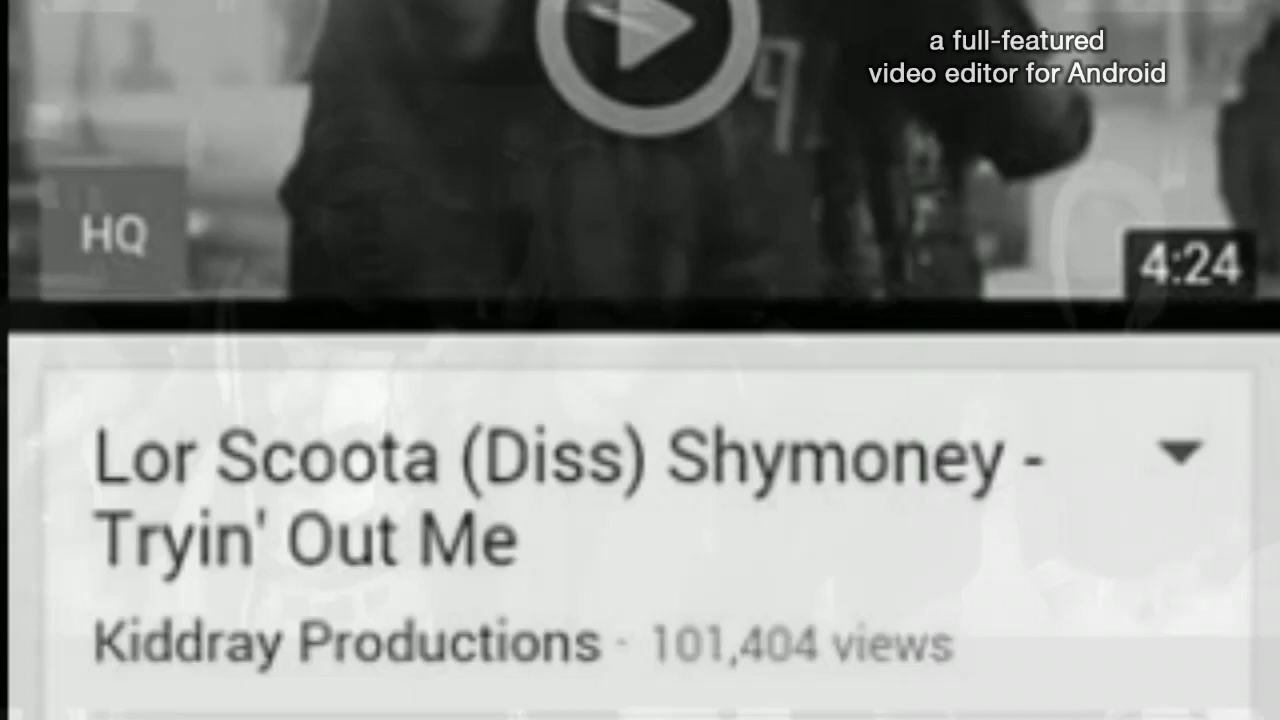 a full-featured
video editor for Android
HQ
4:24
Lor Scoota (Diss) Shymoney -
Tryin' Out Me
Kiddray Productions · 101,404 views